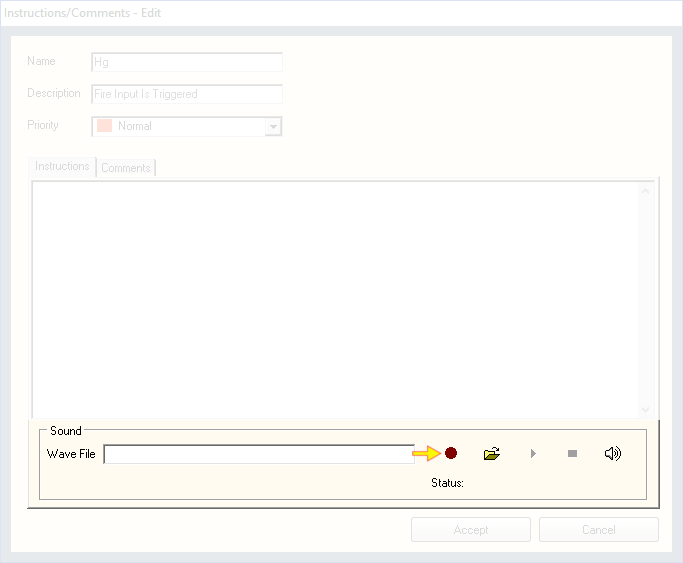 Instructions/Comments - Edit
Name
Hg
Description
Fire Input Is Triggered
Priority
Normal
Instructions
Comments
Sound
Wave File
Status:
Accept
Cancel